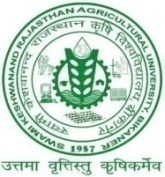 SWAMI KESHWANAND RAJASTHAN AGRICULTURAL UNIVERSITY, BIKANER
स्वामी केशवानन्द राजस्थान कृषि विश्वविद्यालय बीकानेर
1987
उत्तमा वृत्तिस्तु कृषिकर्मेव